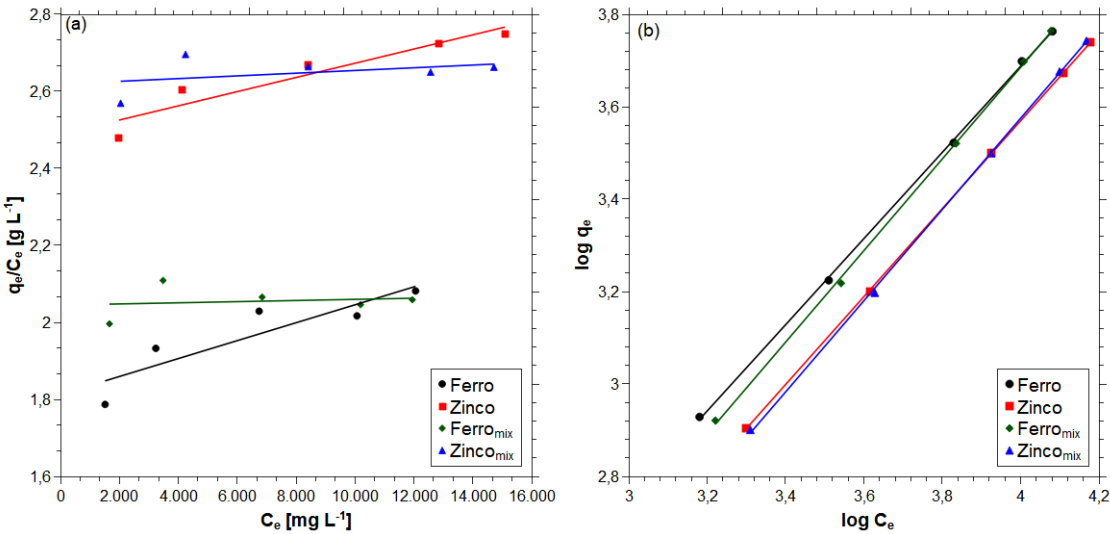 (a)
2,8
2,6
2,4
2,2
2
1,8
1,6
qe/Ce [g L-1]
0 2.000 4.000 6.000 8.000 10.000 12.000 14.000 16.000
Ce [mg L-1]
Ferro
Zinco
Ferromix
Zincomix
(b)
3,8
3,6
3,4
3,2
3
2,8
log qe
3 3,2 3,4 3,6 3,8 4 4,2
log Ce
Ferro
Zinco
Ferromix
Zincomix